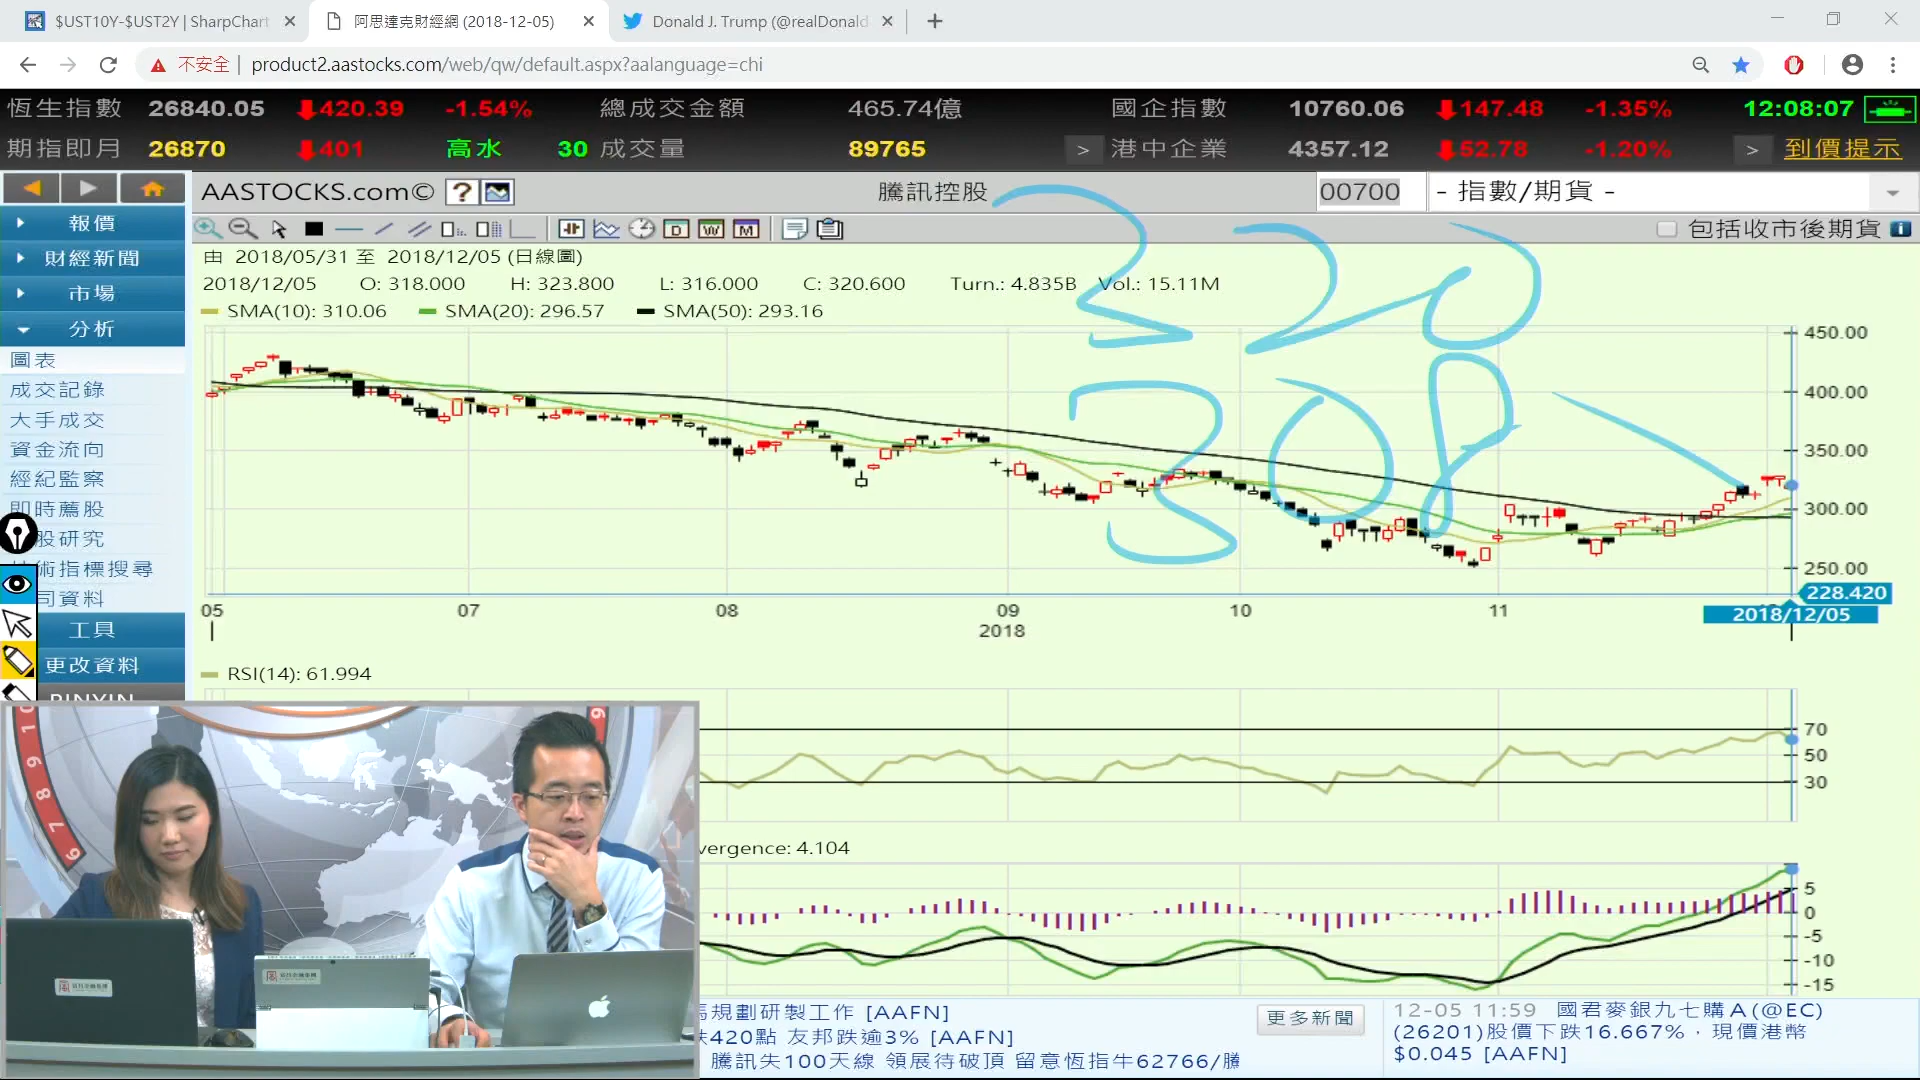 $UST10Y-$UST2Y | SharpChart
阿思達克財經網 (2018-12-05)
Donald J. Trump (@realDonald
不安全 | product2.aastocks.com/web/qw/default.aspx?aalanguage=chi
恆生指數 26840.05 420.39 -1.54% 總成交金額 465.74億 國企指數 10760.06 147.48 -1.35% 12:08:07
期指即月 26870 401 高水 30 成交量 89765 > 港中企業 4357.12 52.78 -1.20% > 到價提示
AASTOCKS.com© ? 騰訊控股 00700 - 指數/期貨 -
D W M 包括收市後期貨 i
報價
財經新聞
市場
分析
圖表
成交記錄
大手成交
資金流向
經紀監察
即時薦股
股研究
術指標搜尋
司資料
工具
更改資料
由 2018/05/31 至 2018/12/05 (日線圖)
2018/12/05 O: 318.000 H: 323.800 L: 316.000 C: 320.600 Turn.: 4.835B Vol.: 15.11M
SMA(10): 310.06 SMA(20): 296.57 SMA(50): 293.16
320
308
450.00
400.00
350.00
300.00
250.00
228.420
05 07 08 09 10 11
2018/12/05
2018
RSI(14): 61.994
70
50
30
vergence: 4.104
5
0
-5
-10
-15
規劃研製工作 [AAFN]
跌420點 友邦跌逾3% [AAFN]
騰訊失100天線 領展待破頂 留意恆指牛62766/騰
更多新聞
12-05 11:59 國君麥銀九七購A(@EC)
(26201)股價下跌16.667%，現價港幣
$0.045 [AAFN]